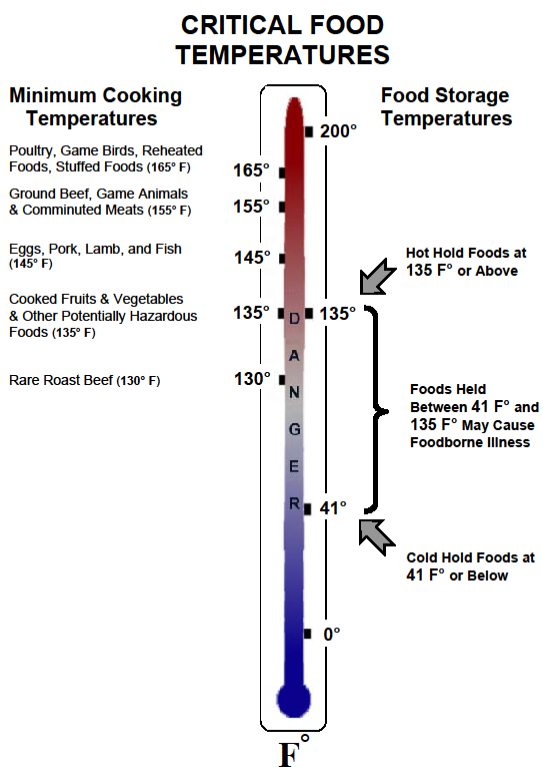 CRITICAL FOOD
TEMPERATURES
Minimum Cooking
Temperatures
Food Storage
Temperatures
200°
Poultry, Game Birds, Reheated
Foods, Stuffed Foods (165° F)
165°
Ground Beef, Game Animals
& Comminuted Meats (155° F)
155°
Eggs, Pork, Lamb, and Fish
(145° F)
145°
Hot Hold Foods at
135 F° or Above
Cooked Fruits & Vegetables
& Other Potentially Hazardous
Foods (135° F)
135°
135°
DANGER
Rare Roast Beef (130° F)
130°
Foods Held
Between 41 F° and
135 F° May Cause
Foodborne Illness
41°
Cold Hold Foods at
41 F° or Below
0°
F°